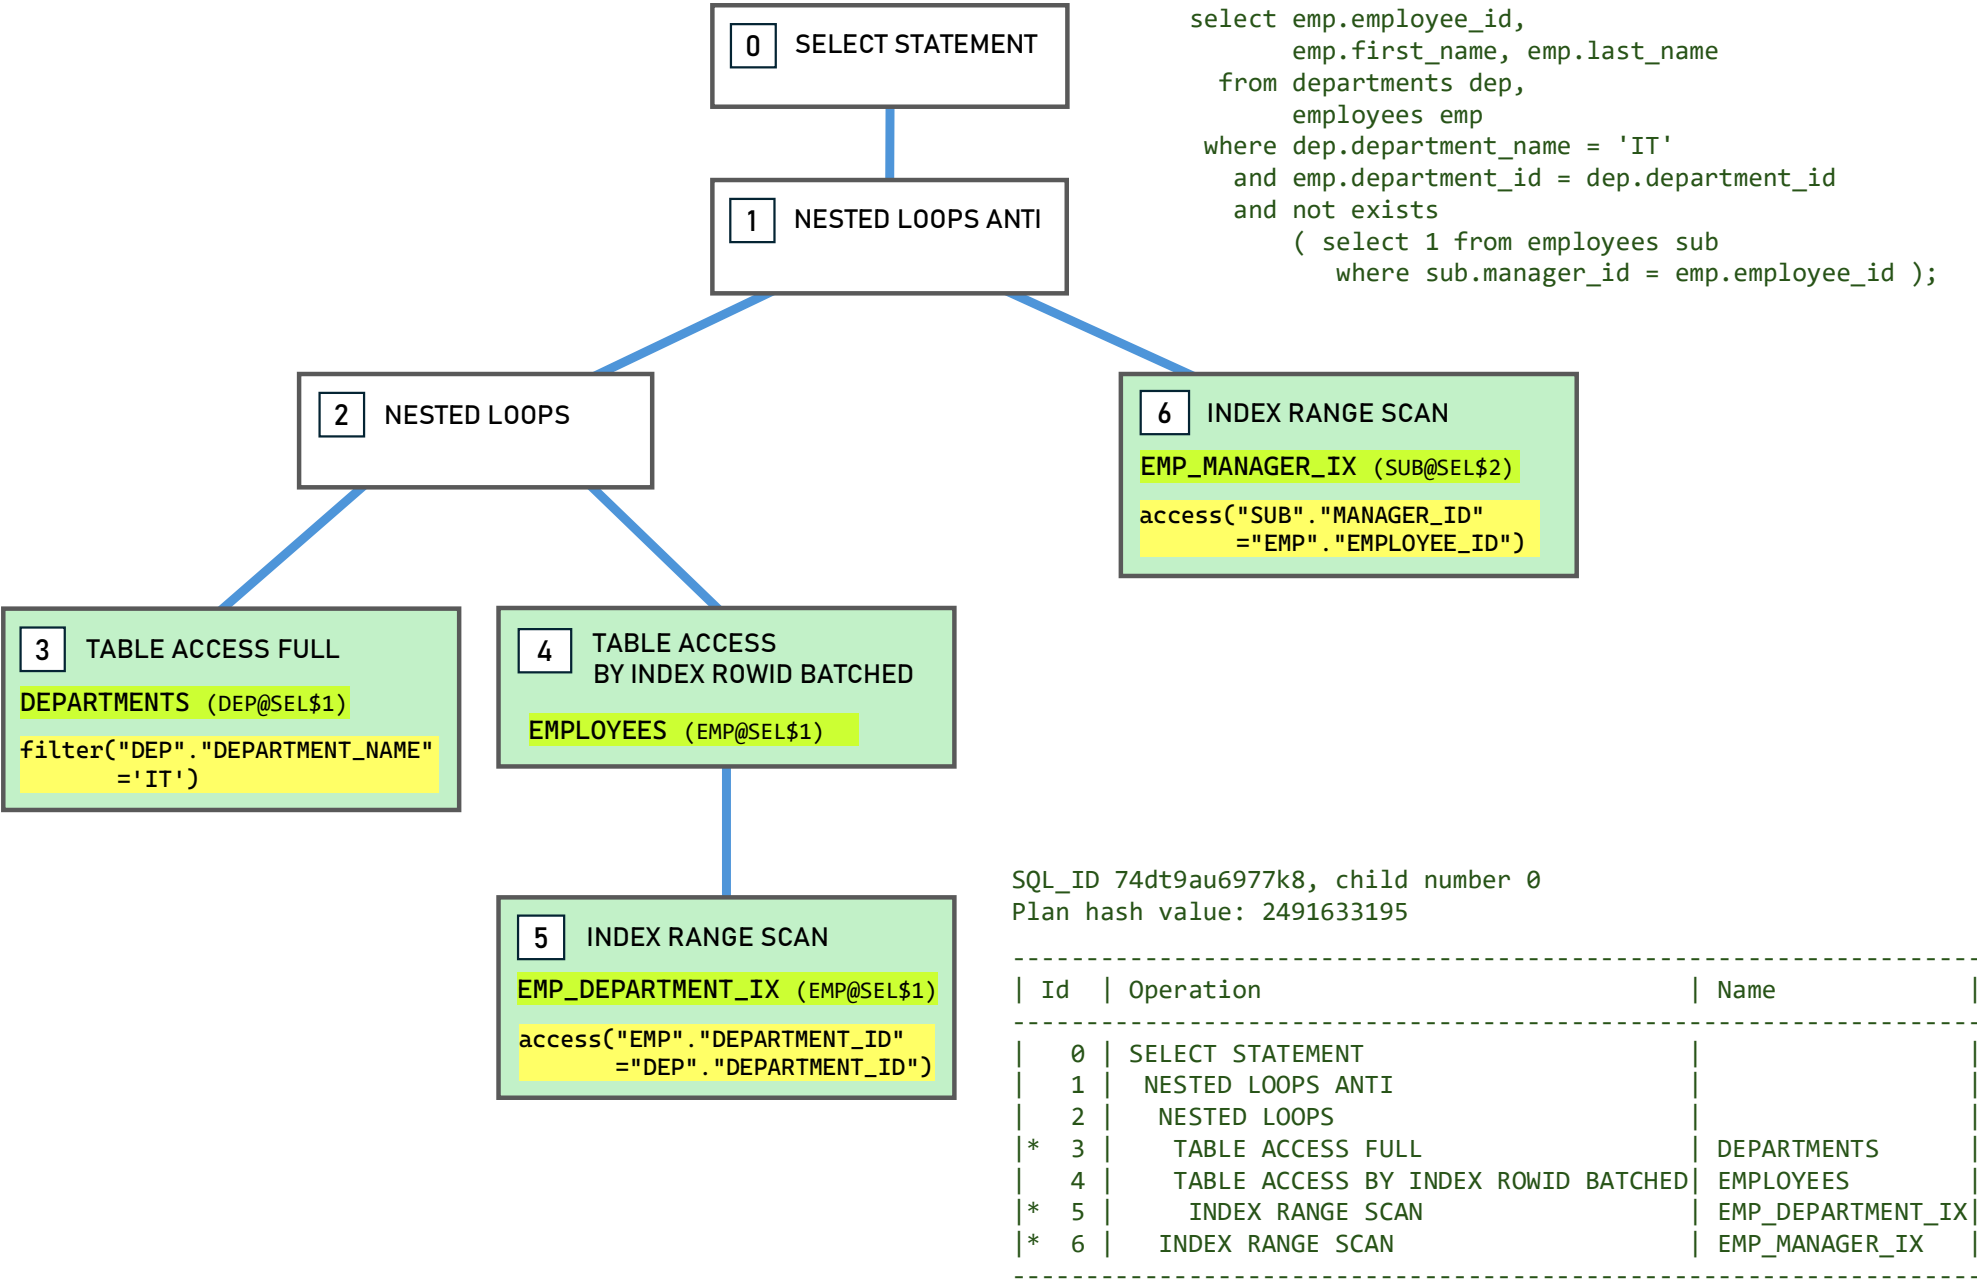 0 SELECT STATEMENT
select emp.employee_id,
emp.first_name, emp.last_name
from departments dep,
employees emp
where dep.department_name = 'IT'
and emp.department_id = dep.department_id
and not exists
( select 1 from employees sub
where sub.manager_id = emp.employee_id );
1 NESTED LOOPS ANTI
2 NESTED LOOPS
6 INDEX RANGE SCAN
EMP_MANAGER_IX (SUB@SEL$2)
access("SUB"."MANAGER_ID"
="EMP"."EMPLOYEE_ID")
3 TABLE ACCESS FULL
DEPARTMENTS (DEP@SEL$1)
filter("DEP"."DEPARTMENT_NAME"
='IT')
4 TABLE ACCESS
BY INDEX ROWID BATCHED
EMPLOYEES (EMP@SEL$1)
5 INDEX RANGE SCAN
EMP_DEPARTMENT_IX (EMP@SEL$1)
access("EMP"."DEPARTMENT_ID"
="DEP"."DEPARTMENT_ID")
SQL_ID 74dt9au6977k8, child number 0
Plan hash value: 2491633195
------------------------------------------------------------------
| Id | Operation | Name |
------------------------------------------------------------------
| 0 | SELECT STATEMENT | |
| 1 | NESTED LOOPS ANTI | |
| 2 | NESTED LOOPS | |
|* 3 | TABLE ACCESS FULL | DEPARTMENTS |
| 4 | TABLE ACCESS BY INDEX ROWID BATCHED| EMPLOYEES |
|* 5 | INDEX RANGE SCAN | EMP_DEPARTMENT_IX|
|* 6 | INDEX RANGE SCAN | EMP_MANAGER_IX |
------------------------------------------------------------------